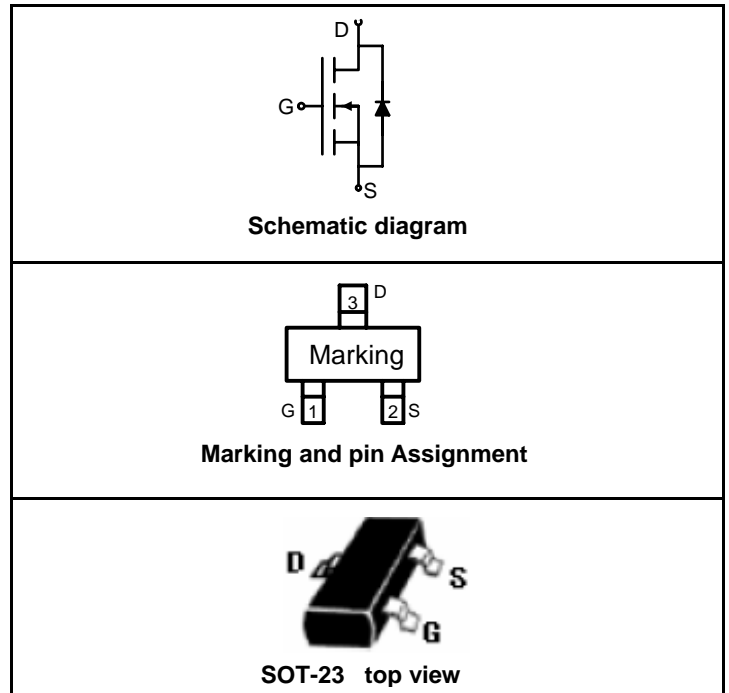 D
G
S
Schematic diagram
3 D
Marking
G 1 2 S
Marking and pin Assignment
D
S
G
SOT-23 top view